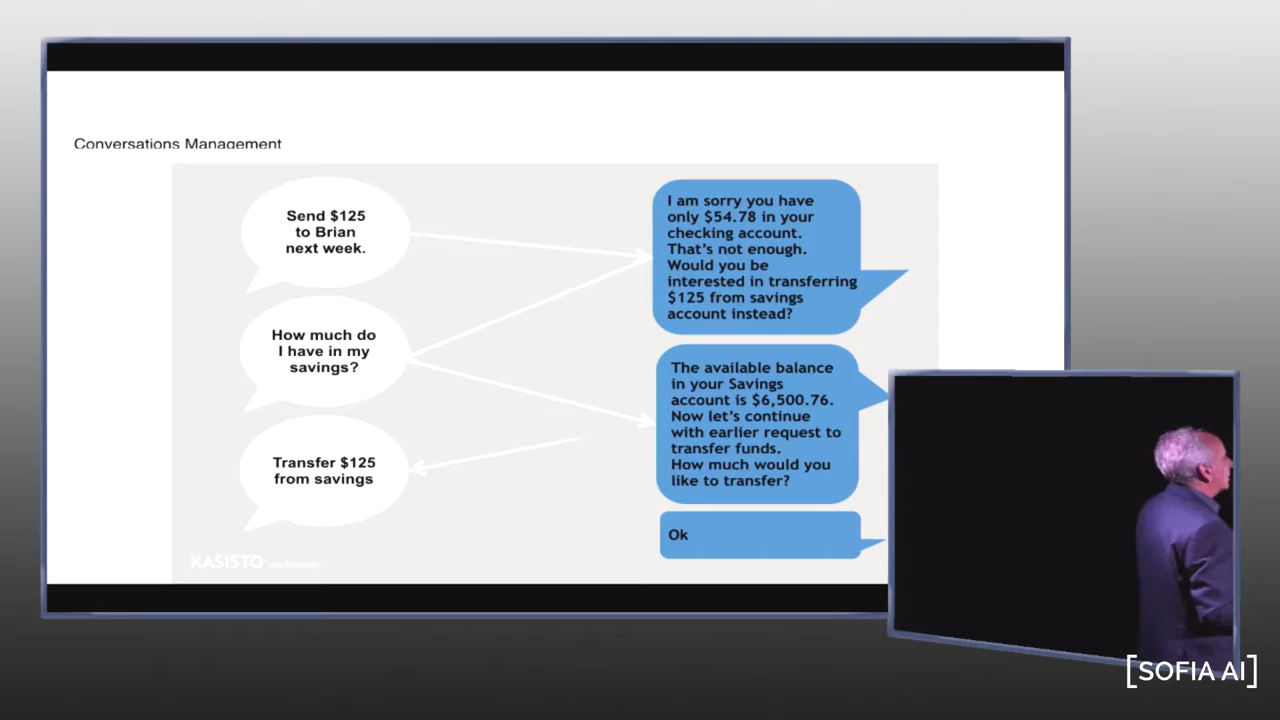 Conversations Management
Send $125
to Brian
next week.
I am sorry you have
only $54.78 in your
checking account.
That's not enough.
Would you be
interested in transferring
$125 from savings
account instead?
How much do
I have in my
savings?
The available balance
in your Savings
account is $6,500.76.
Now let's continue
with earlier request to
transfer funds.
How much would you
like to transfer?
Transfer $125
from savings
Ok
KASISTO
[SOFIA AI]